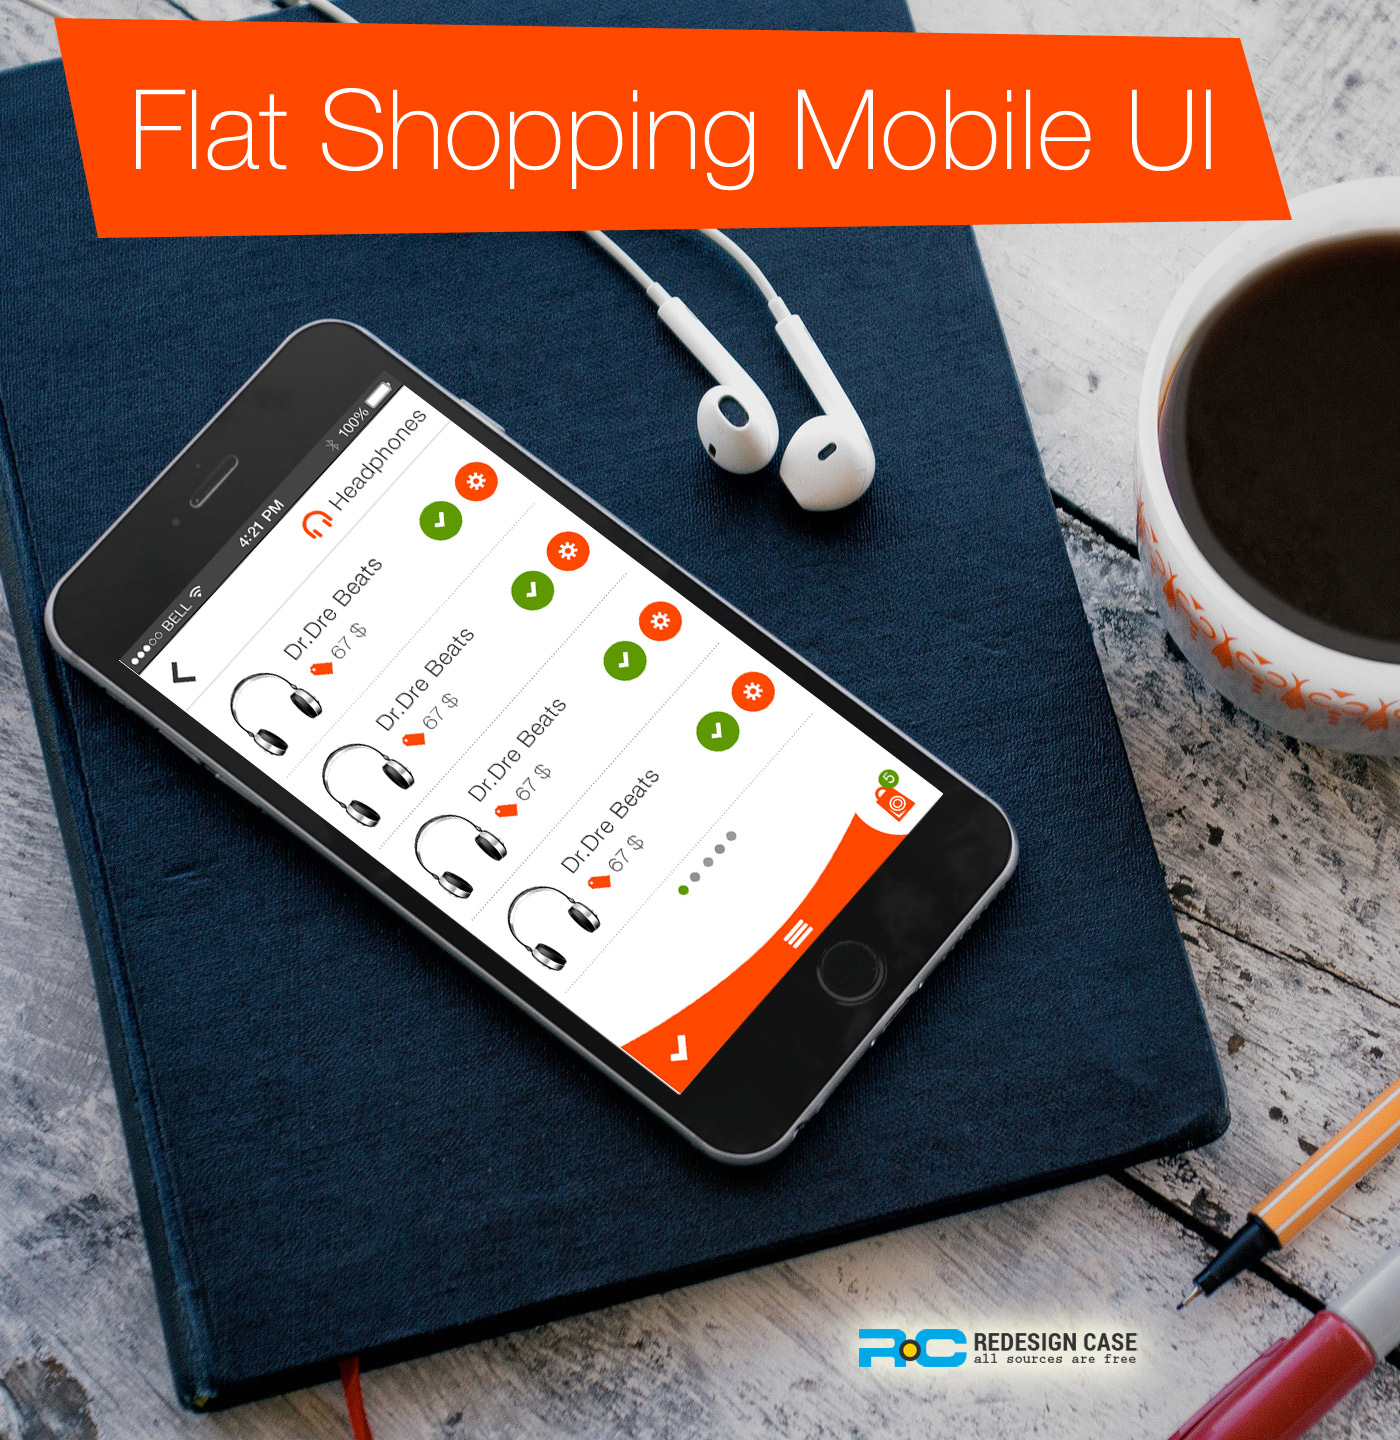 Flat Shopping Mobile UI
BELL
4:21 PM
100%
Headphones
Dr.Dre Beats
67 $
Dr.Dre Beats
67 $
Dr.Dre Beats
67 $
Dr.Dre Beats
67 $
5
RC REDESIGN CASE
all sources are free